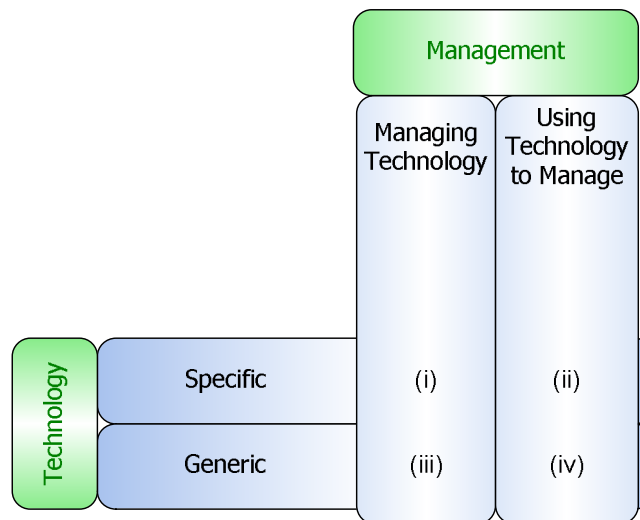 Management
Managing
Technology
Using
Technology
to Manage
Technology
Specific
(i)
(ii)
Generic
(iii)
(iv)